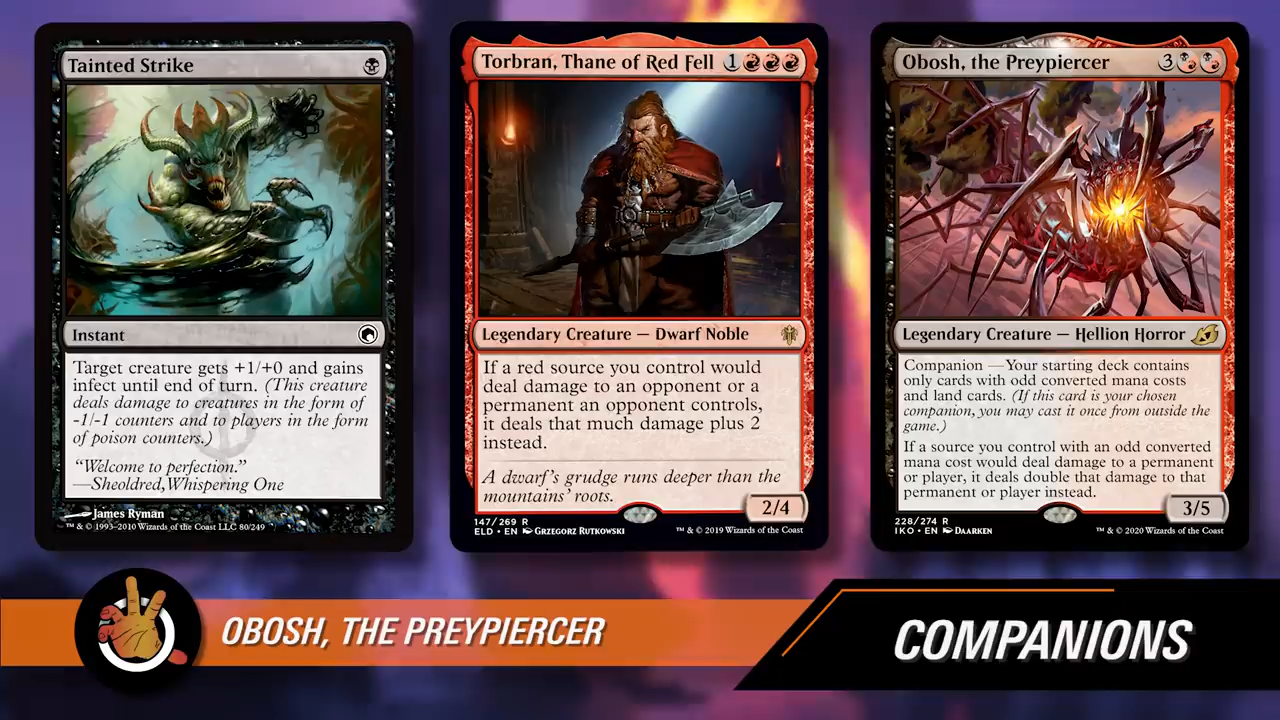 Tainted Strike
Instant
Target creature gets +1/+0 and gains
infect until end of turn. (This creature
deals damage to creatures in the form of
-1/-1 counters and to players in the form
of poison counters.)
"Welcome to perfection."
—Sheoldred,Whispering One
James Ryman
™ & © 1993–2010 Wizards of the Coast LLC 80/249
Torbran, Thane of Red Fell 1
Legendary Creature — Dwarf Noble
If a red source you control would
deal damage to an opponent or a
permanent an opponent controls,
it deals that much damage plus 2
instead.
A dwarf's grudge runs deeper than the
mountains' roots.
2/4
147/269 R
ELD • EN Grzegorz Rutkowski
™ & © 2019 Wizards of the Coast
Obosh, the Preypiercer 3
Legendary Creature — Hellion Horror
Companion —Your starting deck contains
only cards with odd converted mana costs
and land cards. (If this card is your chosen
companion, you may cast it once from outside the
game.)
If a source you control with an odd converted
mana cost would deal damage to a permanent
or player, it deals double that damage to that
permanent or player instead.
3/5
228/274 R
IKO • EN Daarken
™ & © 2020 Wizards of the Coast
OBOSH, THE PREYPIERCER
COMPANIONS